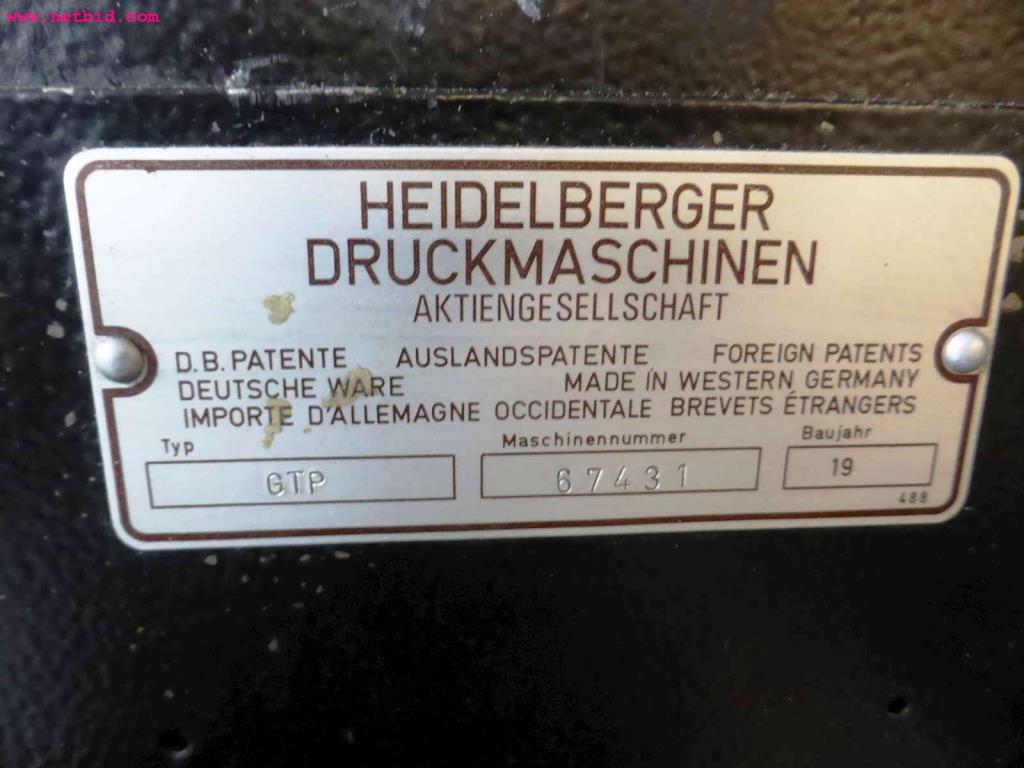 www.netbid.com
HEIDELBERGER
DRUCKMASCHINEN
AKTIENGESELLSCHAFT
D.B. PATENTE AUSLANDSPATENTE FOREIGN PATENTS
DEUTSCHE WARE MADE IN WESTERN GERMANY
IMPORTE D'ALLEMAGNE OCCIDENTALE BREVETS ÉTRANGERS
Typ Maschinennummer Baujahr
GTP 67431 19
488